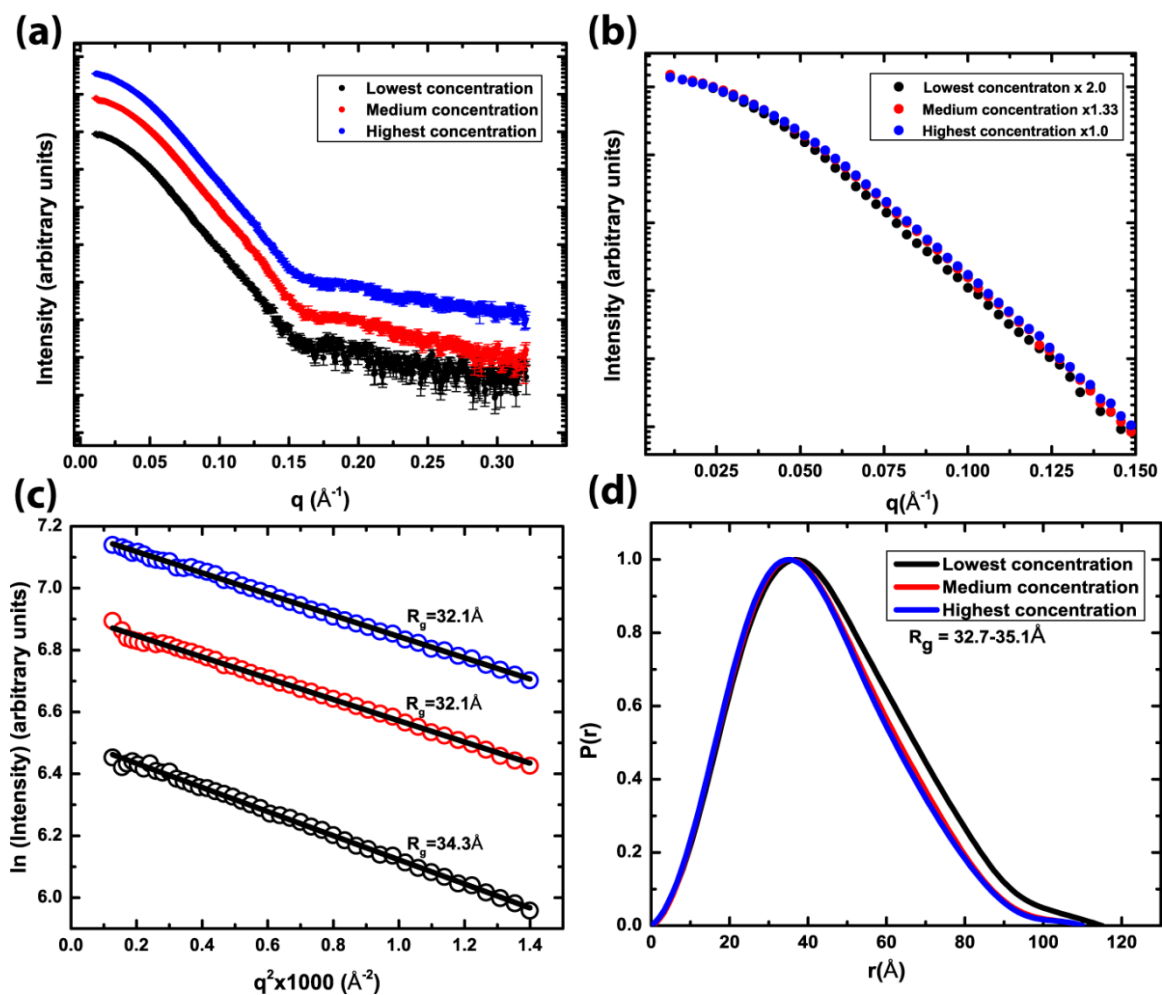 (a)
Intensity (arbitrary units)
Lowest concentration
Medium concentration
Highest concentration
0.00 0.05 0.10 0.15 0.20 0.25 0.30
q (Å⁻¹)
(b)
Intensity (arbitrary units)
Lowest concentraton x 2.0
Medium concentration x1.33
Highest concentration x1.0
0.025 0.050 0.075 0.100 0.125 0.150
q(Å⁻¹)
(c)
ln (Intensity) (arbitrary units)
7.2
7.0
6.8
6.6
6.4
6.2
6.0
Rg=32.1Å
Rg=32.1Å
Rg=34.3Å
0.0 0.2 0.4 0.6 0.8 1.0 1.2 1.4
q²x1000 (Å⁻²)
(d)
P(r)
1.0
0.8
0.6
0.4
0.2
0.0
Lowest concentration
Medium concentration
Highest concentration
Rg = 32.7-35.1Å
0 20 40 60 80 100 120
r(Å)